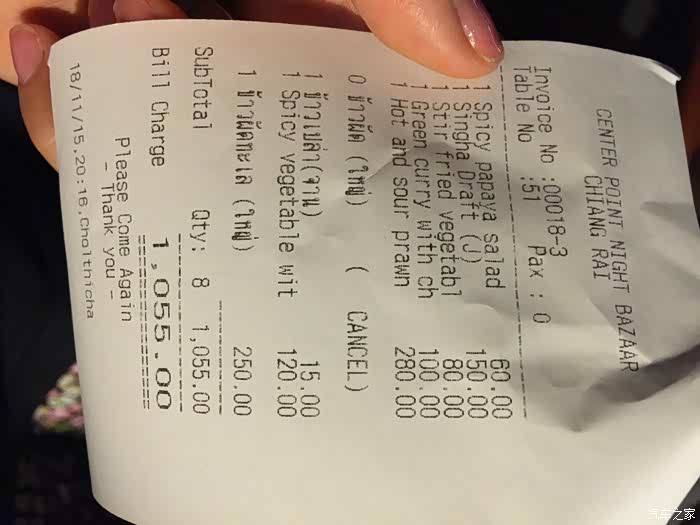 CENTER POINT NIGHT BAZAAR
CHIANG RAI
Invoice No :00018-3
Table No :51 Pax : 0
1 Spicy papaya salad 60.00
1 Singha Draft (J) 150.00
1 Stir fried vegetabl 80.00
1 Green curry with ch 100.00
1 Hot and sour prawn 280.00
0 ข้าวผัด (ใหญ่) ( CANCEL)
1 ข้าวเปล่า(จาน) 15.00
1 Spicy vegetable wit 120.00
1 ข้าวผัดทะเล (ใหญ่) 250.00
SubTotal Qty: 8 1,055.00
Bill Charge 1,055.00
Please Come Again
- Thank you -
18/11/15,20:16,Cholthicha
汽车之家